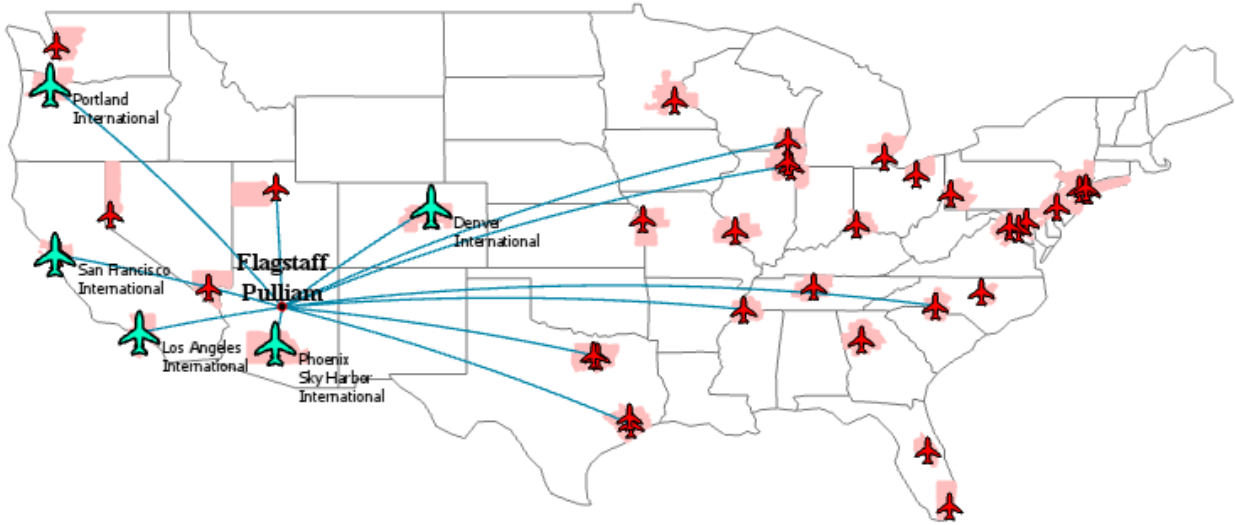 Portland
International
Denver
International
Flagstaff
Pulliam
San Francisco
International
Los Angeles
International
Phoenix
Sky Harbor
International